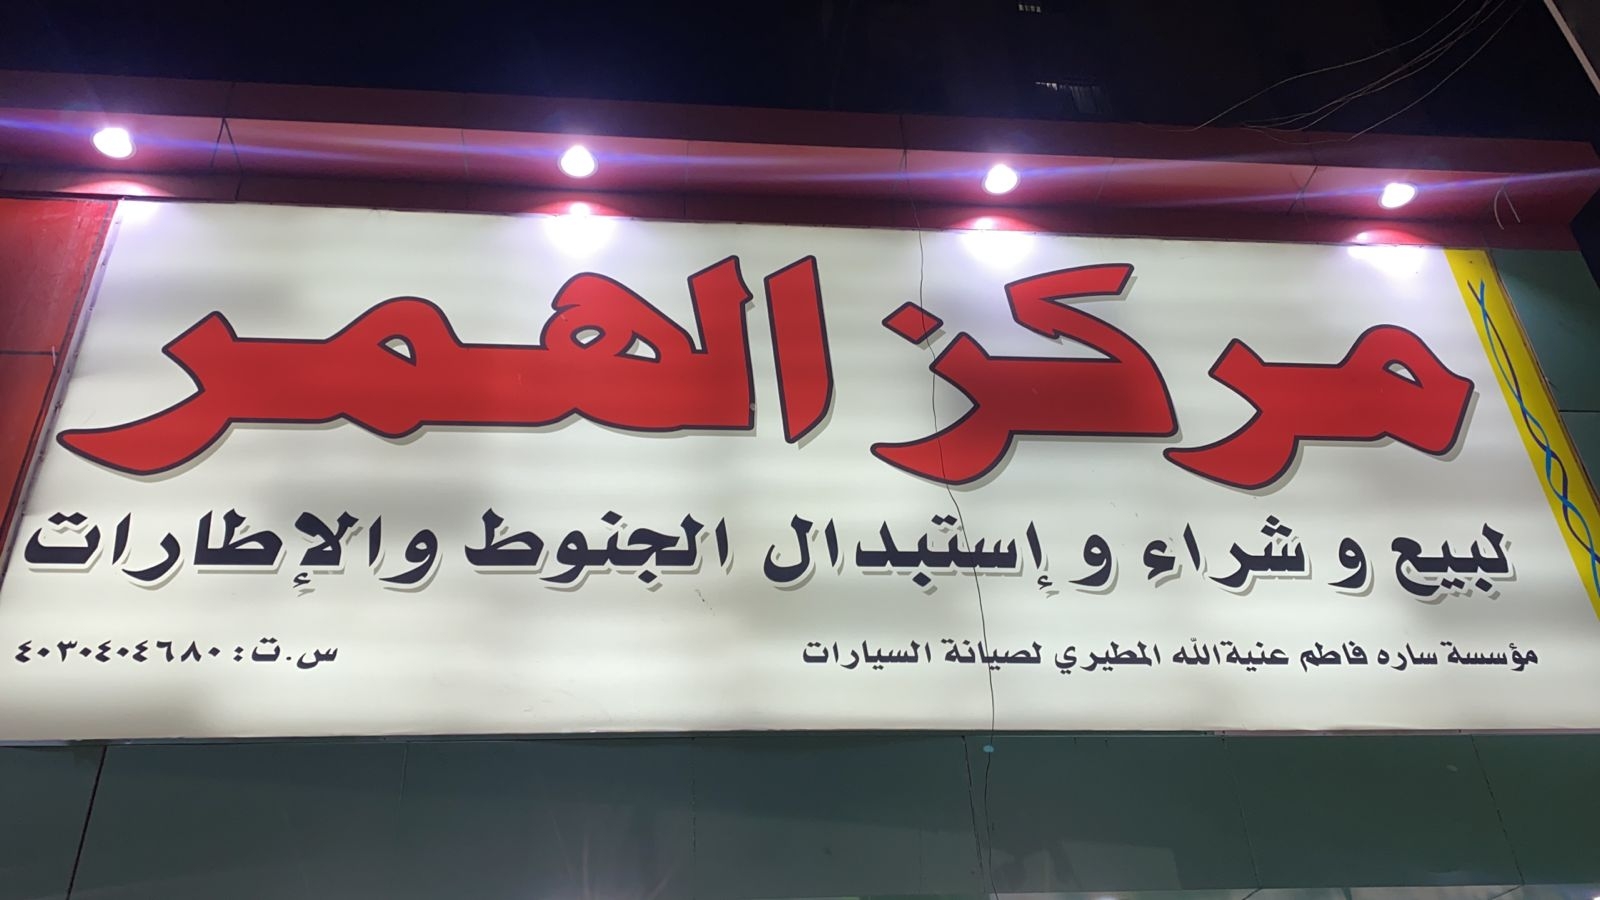 مركز الهمر
لبيع و شراء و إستبدال الجنوط والإطارات
مؤسسة ساره فاطم عنيةالله المطيري لصيانة السيارات س.ت: ٤٠٣٠٤٠٤٦٨٠